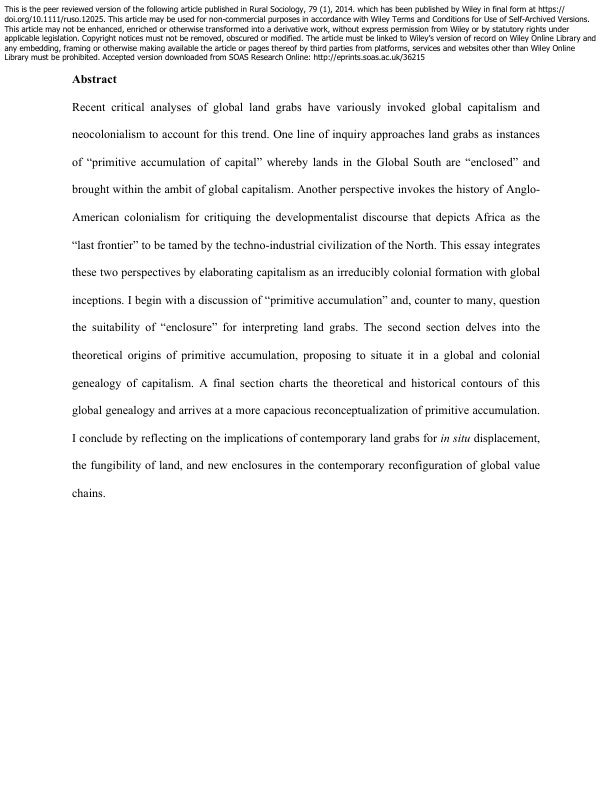 This is the peer reviewed version of the following article published in Rural Sociology, 79 (1), 2014. which has been published by Wiley in final form at https://
doi.org/10.1111/ruso.12025. This article may be used for non-commercial purposes in accordance with Wiley Terms and Conditions for Use of Self-Archived Versions.
This article may not be enhanced, enriched or otherwise transformed into a derivative work, without express permission from Wiley or by statutory rights under
applicable legislation. Copyright notices must not be removed, obscured or modified. The article must be linked to Wiley's version of record on Wiley Online Library and
any embedding, framing or otherwise making available the article or pages thereof by third parties from platforms, services and websites other than Wiley Online
Library must be prohibited. Accepted version downloaded from SOAS Research Online: http://eprints.soas.ac.uk/36215
Abstract
Recent critical analyses of global land grabs have variously invoked global capitalism and
neocolonialism to account for this trend. One line of inquiry approaches land grabs as instances
of “primitive accumulation of capital” whereby lands in the Global South are “enclosed” and
brought within the ambit of global capitalism. Another perspective invokes the history of Anglo-
American colonialism for critiquing the developmentalist discourse that depicts Africa as the
“last frontier” to be tamed by the techno-industrial civilization of the North. This essay integrates
these two perspectives by elaborating capitalism as an irreducibly colonial formation with global
inceptions. I begin with a discussion of “primitive accumulation” and, counter to many, question
the suitability of “enclosure” for interpreting land grabs. The second section delves into the
theoretical origins of primitive accumulation, proposing to situate it in a global and colonial
genealogy of capitalism. A final section charts the theoretical and historical contours of this
global genealogy and arrives at a more capacious reconceptualization of primitive accumulation.
I conclude by reflecting on the implications of contemporary land grabs for in situ displacement,
the fungibility of land, and new enclosures in the contemporary reconfiguration of global value
chains.